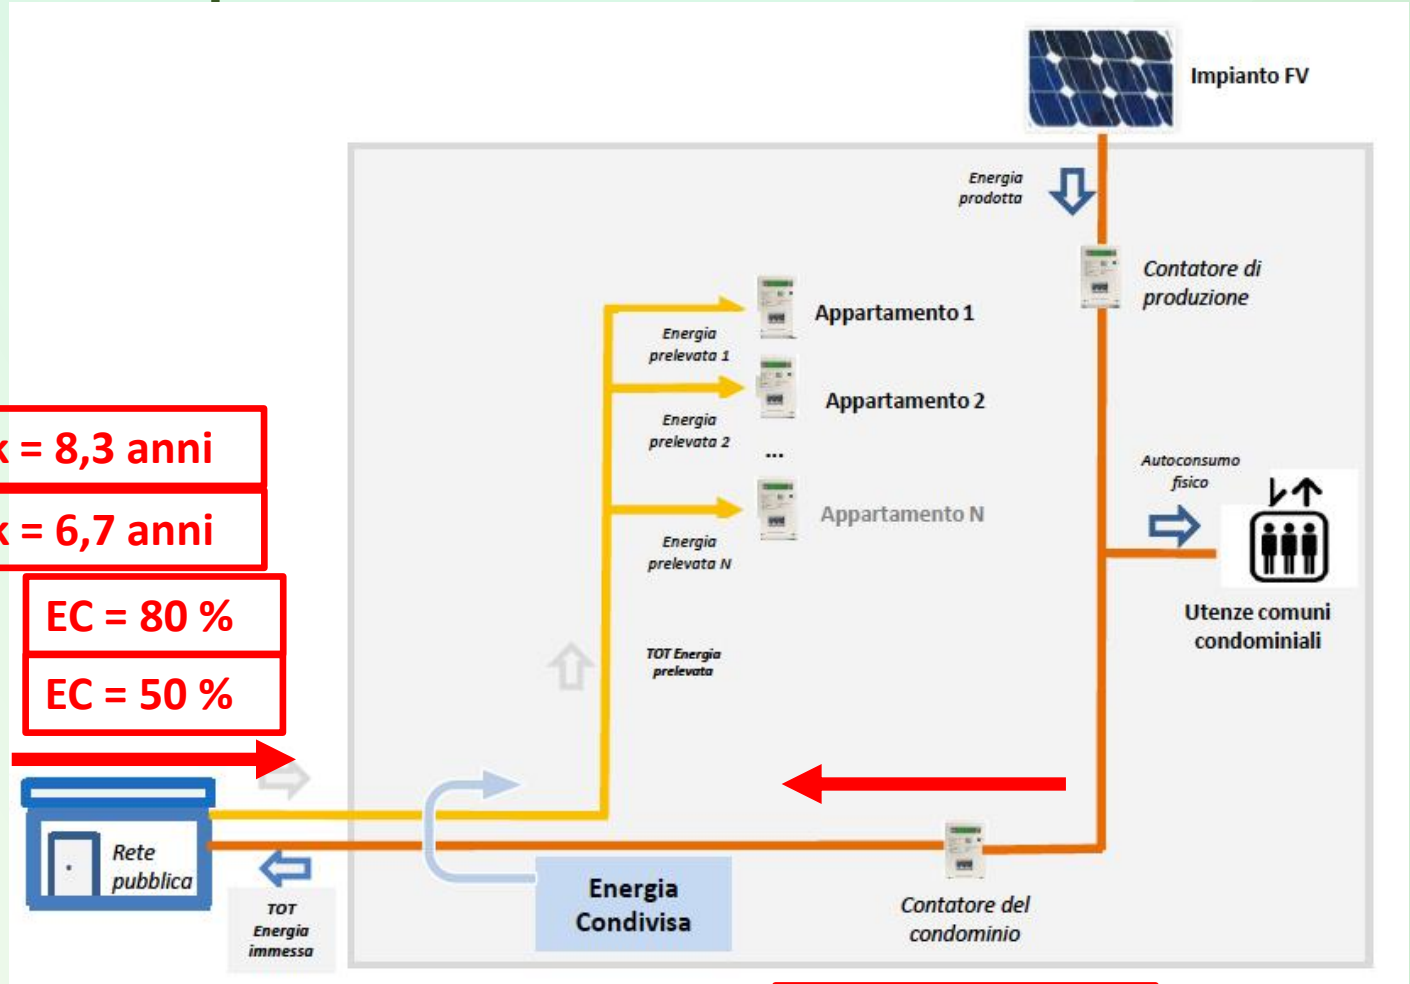 Impianto FV
Energia
prodotta
Contatore di
produzione
Appartamento 1
Energia
prelevata 1
Appartamento 2
Energia
prelevata 2
...
Appartamento N
Energia
prelevata N
Autoconsumo
fisico
Utenze comuni
condominiali
k = 8,3 anni
k = 6,7 anni
EC = 80 %
EC = 50 %
TOT Energia
prelevata
Rete
pubblica
TOT
Energia
immessa
Energia
Condivisa
Contatore del
condominio